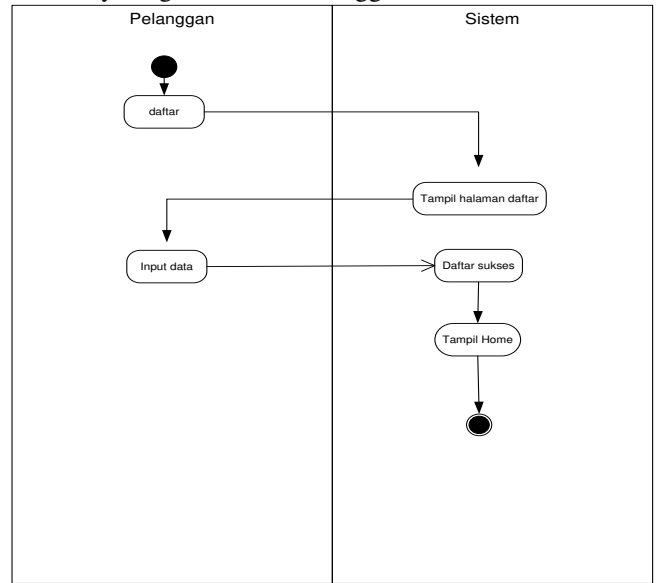 Pelanggan
Sistem
daftar
Tampil halaman daftar
Input data
Daftar sukses
Tampil Home